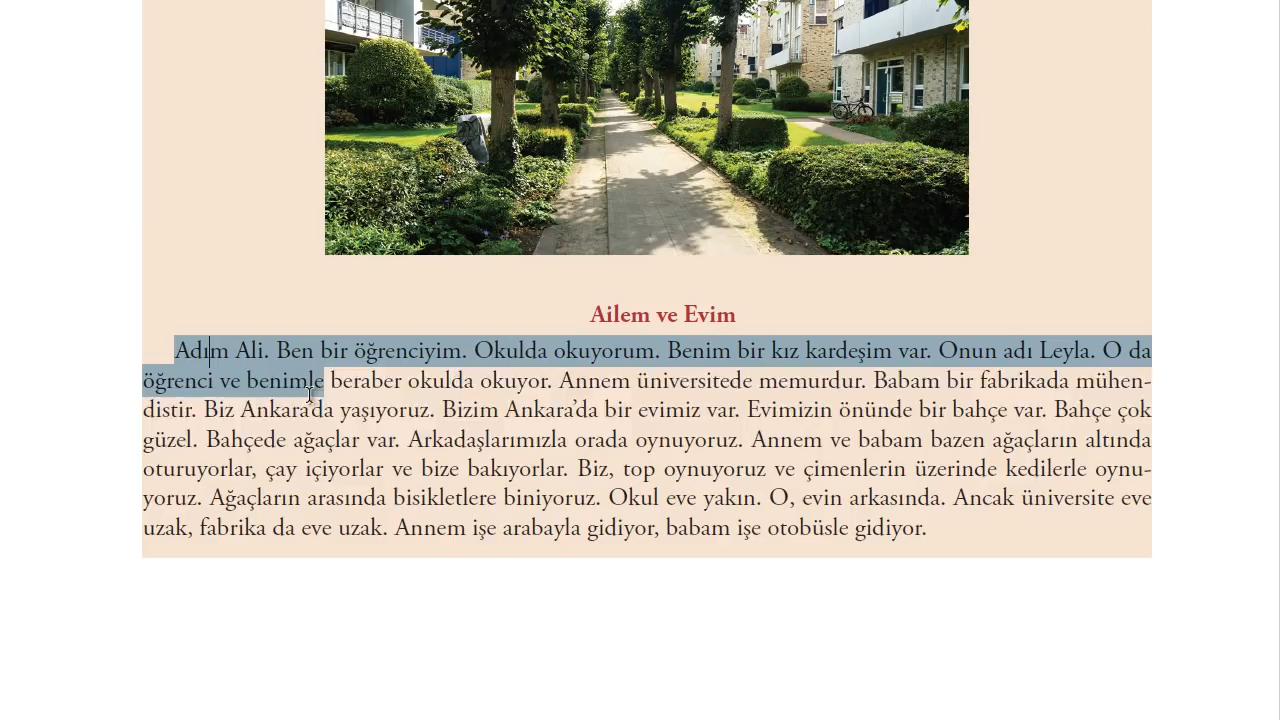 Ailem ve Evim
Adım Ali. Ben bir öğrenciyim. Okulda okuyorum. Benim bir kız kardeşim var. Onun adı Leyla. O da
öğrenci ve benimle beraber okulda okuyor. Annem üniversitede memurdur. Babam bir fabrikada mühen-
distir. Biz Ankara’da yaşıyoruz. Bizim Ankara’da bir evimiz var. Evimizin önünde bir bahçe var. Bahçe çok
güzel. Bahçede ağaçlar var. Arkadaşlarımızla orada oynuyoruz. Annem ve babam bazen ağaçların altında
oturuyorlar, çay içiyorlar ve bize bakıyorlar. Biz, top oynuyoruz ve çimenlerin üzerinde kedilerle oynu-
yoruz. Ağaçların arasında bisikletlere biniyoruz. Okul eve yakın. O, evin arkasında. Ancak üniversite eve
uzak, fabrika da eve uzak. Annem işe arabayla gidiyor, babam işe otobüsle gidiyor.